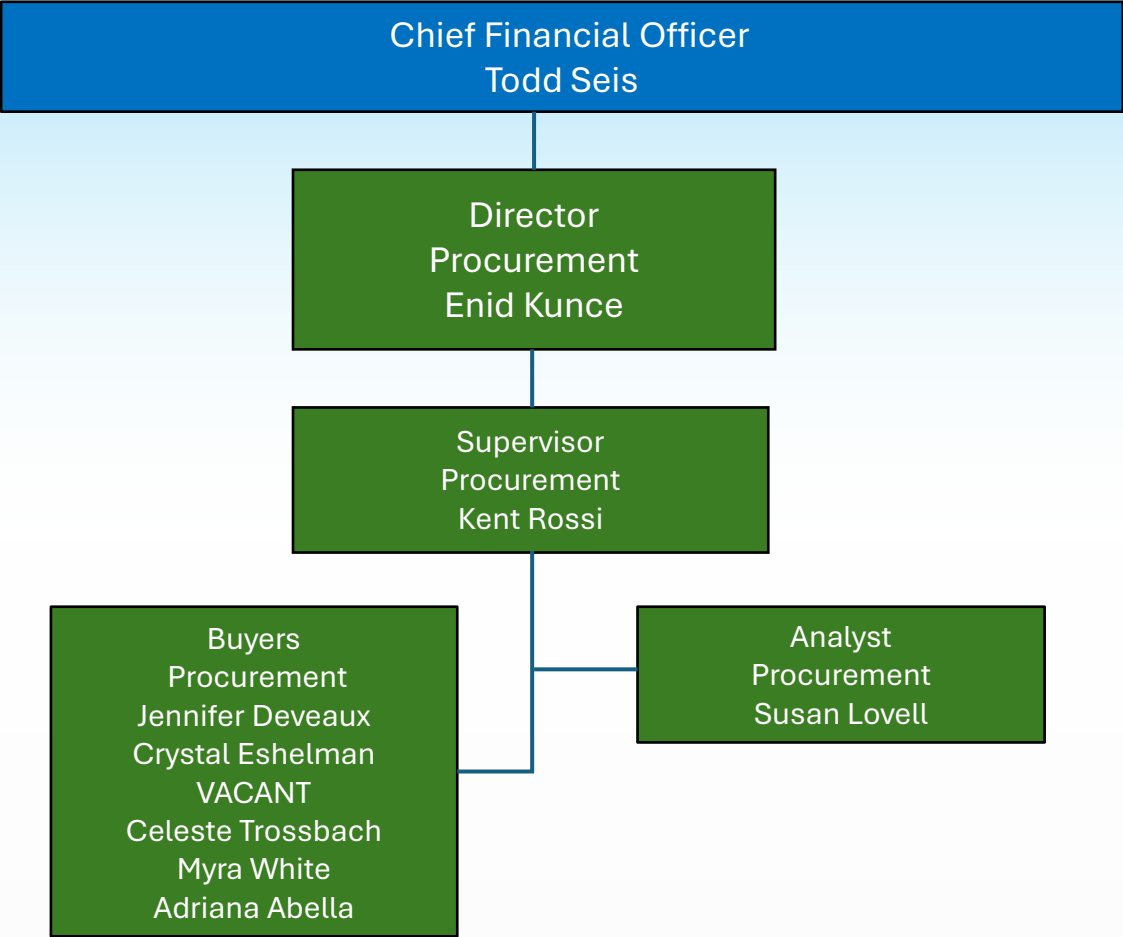 Chief Financial Officer
Todd Seis
Director
Procurement
Enid Kunce
Supervisor
Procurement
Kent Rossi
Buyers
Procurement
Jennifer Deveaux
Crystal Eshelman
VACANT
Celeste Trossbach
Myra White
Adriana Abella
Analyst
Procurement
Susan Lovell